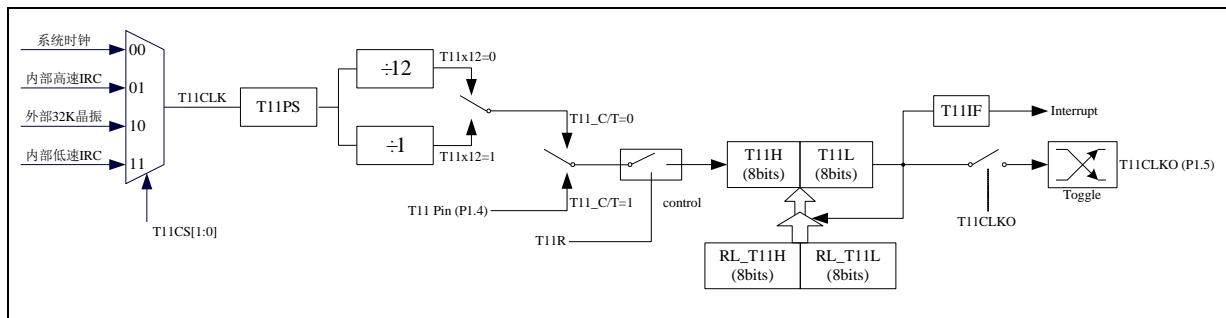 系统时钟
00
内部高速IRC
01
外部32K晶振
10
内部低速IRC
11
T11CS[1:0]
T11CLK
T11PS
÷12
T11x12=0
÷1
T11x12=1
T11_C/T=0
T11_C/T=1
T11 Pin (P1.4)
T11R
control
T11H
(8bits)
T11L
(8bits)
RL_T11H
(8bits)
RL_T11L
(8bits)
T11IF
Interrupt
T11CLKO
Toggle
T11CLKO (P1.5)